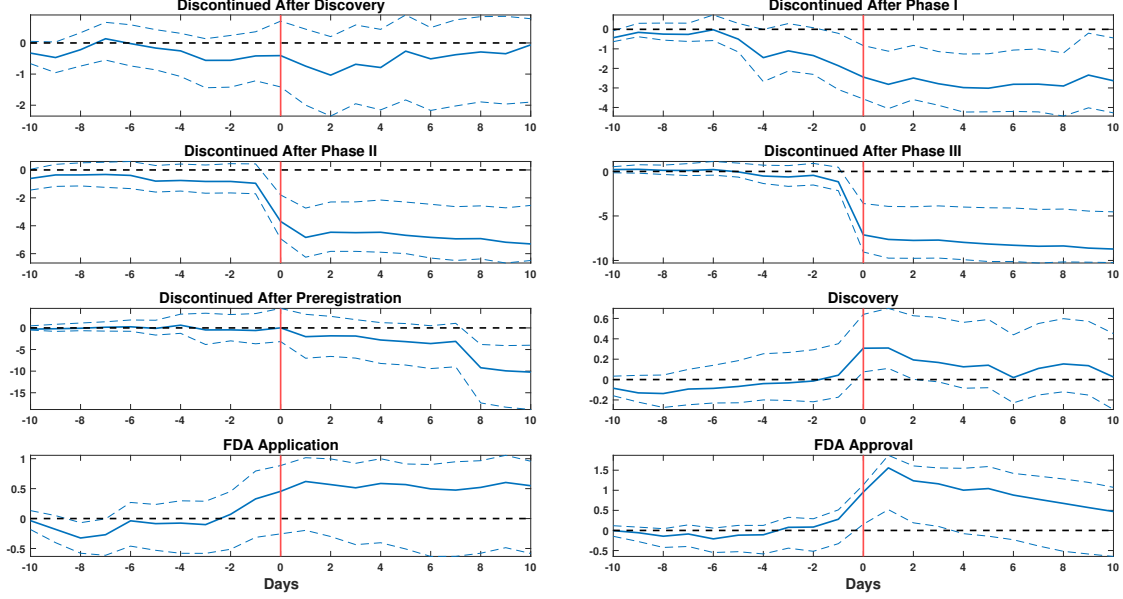 Discontinued After Discovery
0
-1
-2
-10 -8 -6 -4 -2 0 2 4 6 8 10
Discontinued After Phase I
0
-1
-2
-3
-4
-10 -8 -6 -4 -2 0 2 4 6 8 10
Discontinued After Phase II
0
-2
-4
-6
-10 -8 -6 -4 -2 0 2 4 6 8 10
Discontinued After Phase III
0
-5
-10
-10 -8 -6 -4 -2 0 2 4 6 8 10
Discontinued After Preregistration
0
-5
-10
-15
-10 -8 -6 -4 -2 0 2 4 6 8 10
Discovery
0.6
0.4
0.2
0
-0.2
-10 -8 -6 -4 -2 0 2 4 6 8 10
FDA Application
1
0.5
0
-0.5
-10 -8 -6 -4 -2 0 2 4 6 8 10
Days
FDA Approval
1.5
1
0.5
0
-0.5
-10 -8 -6 -4 -2 0 2 4 6 8 10
Days